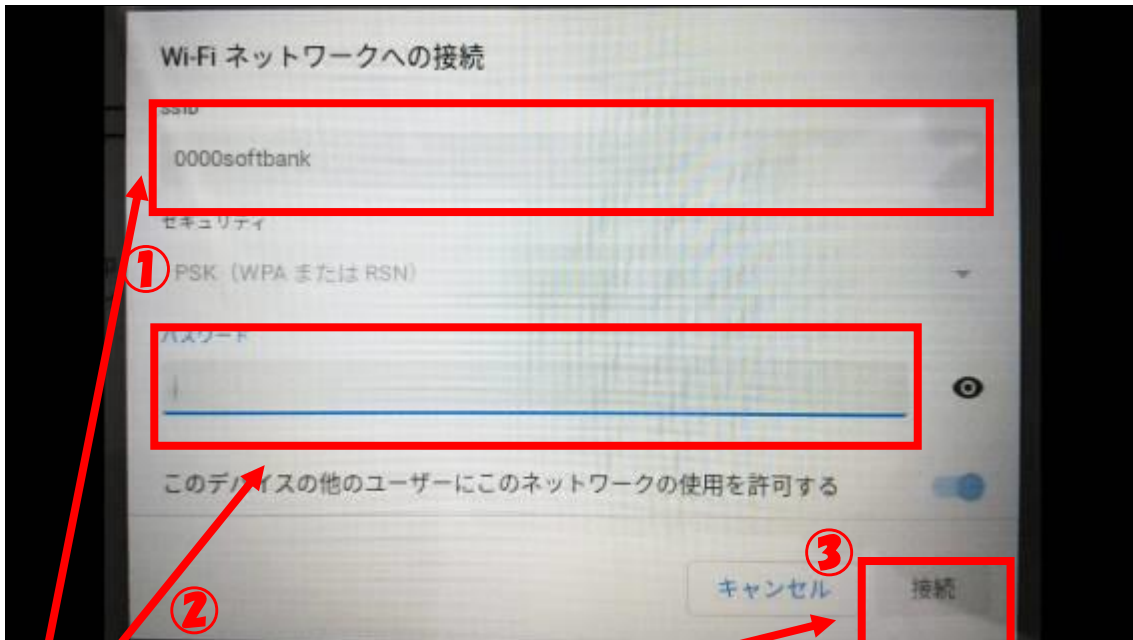 Wi-Fi ネットワークへの接続
SSID
0000softbank
セキュリティ
① PSK (WPA または RSN)
パスワード
このデバイスの他のユーザーにこのネットワークの使用を許可する
③
キャンセル 接続
②